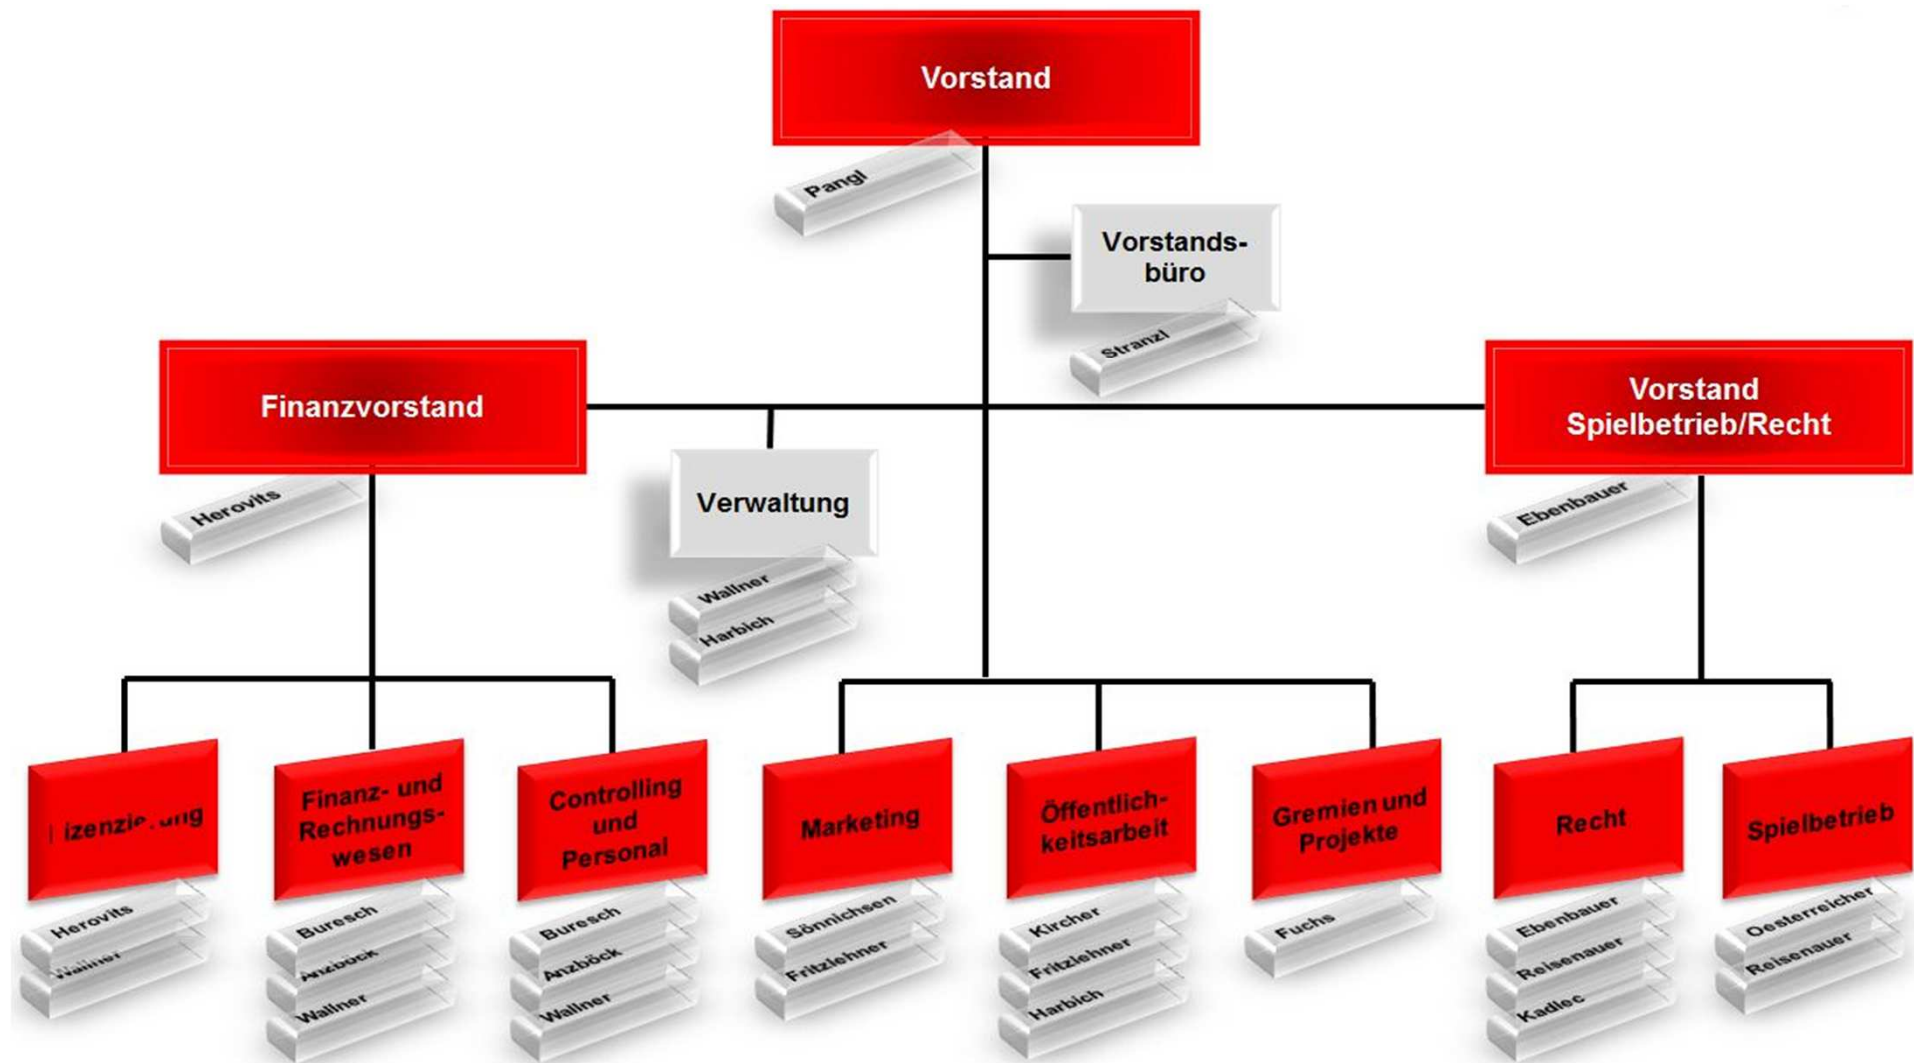 Vorstand
Pangl
Vorstands-
büro
Stranzl
Finanzvorstand
Herovits
Verwaltung
Wallner
Harbich
Vorstand
Spielbetrieb/Recht
Ebenbauer
Lizenzierung
Herovits
Wallner
Finanz- und
Rechnungs-
wesen
Buresch
Anzböck
Wallner
Controlling
und
Personal
Buresch
Anzböck
Wallner
Marketing
Sönnichsen
Fritzlehner
Öffentlich-
keitsarbeit
Kircher
Fritzlehner
Harbich
Gremien und
Projekte
Fuchs
Recht
Ebenbauer
Reisenauer
Kadlec
Spielbetrieb
Oesterreicher
Reisenauer